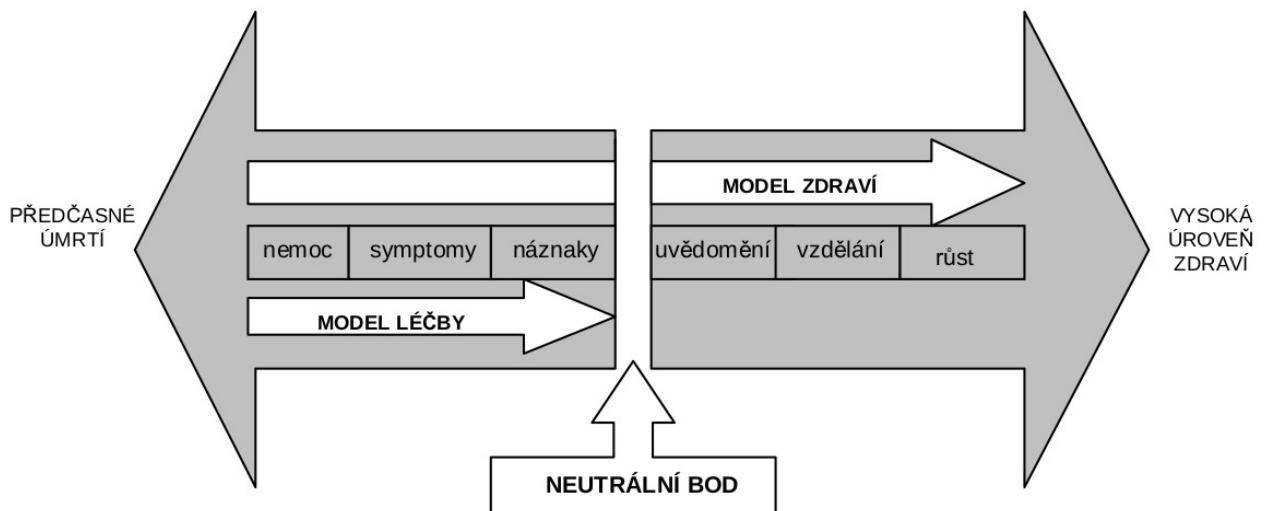 MODEL ZDRAVÍ
PŘEDČASNÉ
ÚMRTÍ
nemoc symptomy náznaky uvědomění vzdělání růst
VYSOKÁ
ÚROVEŇ
ZDRAVÍ
MODEL LÉČBY
NEUTRÁLNÍ BOD